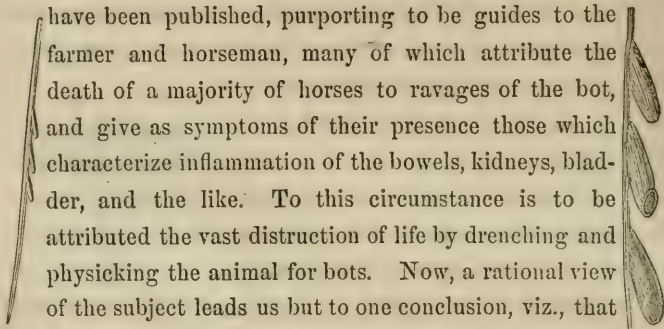 have been published, purporting to be guides to the
farmer and horseman, many of which attribute the
death of a majority of horses to ravages of the bot,
and give as symptoms of their presence those which
characterize inflammation of the bowels, kidneys, blad-
der, and the like. To this circumstance is to be
attributed the vast distruction of life by drenching and
physicking the animal for bots. Now, a rational view
of the subject leads us but to one conclusion, viz., that